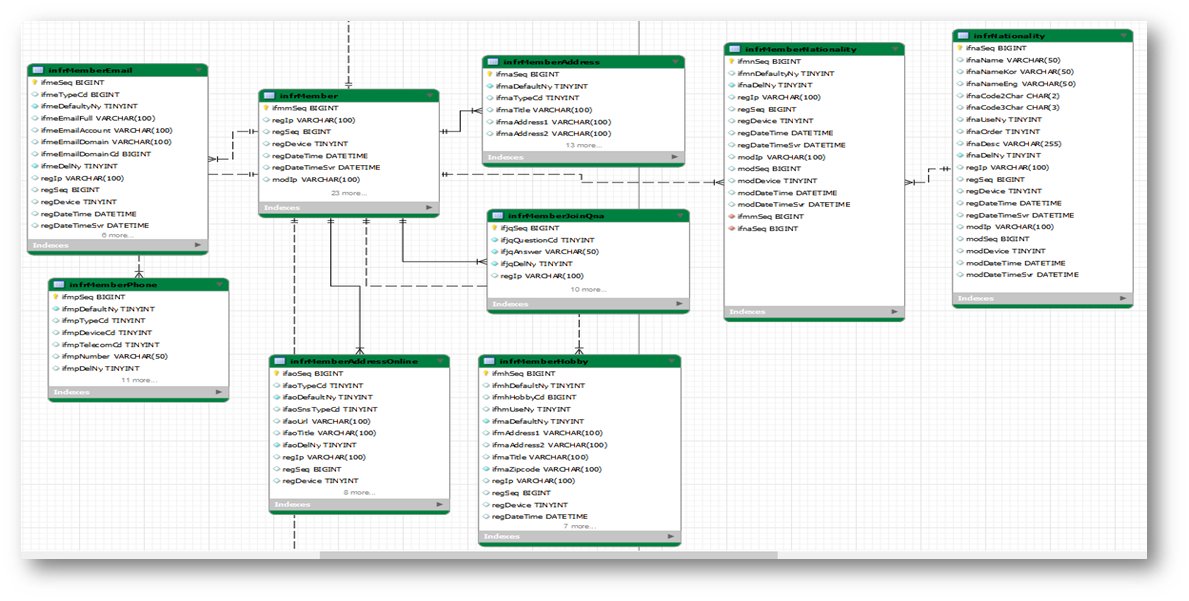 infrMemberEmail
ifmeSeq BIGINT
ifmeTypeCd BIGINT
ifmeDefaultyNy TINYINT
ifmeEmailFull VARCHAR(100)
ifmeEmailAccount VARCHAR(100)
ifmeEmailDomain VARCHAR(100)
ifmeEmailDomainCd BIGINT
ifmeDelNy TINYINT
regIp VARCHAR(100)
regSeq BIGINT
regDevice TINYINT
regDateTime DATETIME
regDateTimeSvr DATETIME
6 more...
Indexes
infrMember
ifmmSeq BIGINT
regIp VARCHAR(100)
regSeq BIGINT
regDevice TINYINT
regDateTime DATETIME
regDateTimeSvr DATETIME
modIp VARCHAR(100)
23 more...
Indexes
infrMemberAddress
ifmaSeq BIGINT
ifmaDefaultNy TINYINT
ifmaTypeCd TINYINT
ifmaTitle VARCHAR(100)
ifmaAddress1 VARCHAR(100)
ifmaAddress2 VARCHAR(100)
13 more...
Indexes
infrMemberNationality
ifmnSeq BIGINT
ifmnDefaultyNy TINYINT
ifnaDelNy TINYINT
regIp VARCHAR(100)
regSeq BIGINT
regDevice TINYINT
regDateTime DATETIME
regDateTimeSvr DATETIME
modIp VARCHAR(100)
modSeq BIGINT
modDevice TINYINT
modDateTime DATETIME
modDateTimeSvr DATETIME
ifmmSeq BIGINT
ifnaSeq BIGINT
Indexes
infrNationality
ifnaSeq BIGINT
ifnaName VARCHAR(50)
ifnaNameKor VARCHAR(50)
ifnaNameEng VARCHAR(50)
ifnaCode2Char CHAR(2)
ifnaCode3Char CHAR(3)
ifnaUseNy TINYINT
ifnaOrder TINYINT
ifnaDesc VARCHAR(255)
ifnaDelNy TINYINT
regIp VARCHAR(100)
regSeq BIGINT
regDevice TINYINT
regDateTime DATETIME
regDateTimeSvr DATETIME
modIp VARCHAR(100)
modSeq BIGINT
modDevice TINYINT
modDateTime DATETIME
modDateTimeSvr DATETIME
Indexes
infrMemberJoinQna
ifjqSeq BIGINT
ifjqQuestionCd TINYINT
ifjqAnswer VARCHAR(50)
ifjqDelNy TINYINT
regIp VARCHAR(100)
10 more...
Indexes
infrMemberPhone
ifmpSeq BIGINT
ifmpDefaultNy TINYINT
ifmpTypeCd TINYINT
ifmpDeviceCd TINYINT
ifmpTelecomCd TINYINT
ifmpNumber VARCHAR(50)
ifmpDelNy TINYINT
11 more...
Indexes
infrMemberAddressOnline
ifaoSeq BIGINT
ifaoTypeCd TINYINT
ifaoDefaultNy TINYINT
ifaoSnsTypeCd TINYINT
ifaoUrl VARCHAR(100)
ifaoTitle VARCHAR(100)
ifaoDelNy TINYINT
regIp VARCHAR(100)
regSeq BIGINT
regDevice TINYINT
8 more...
Indexes
infrMemberHobby
ifmhSeq BIGINT
ifmhDefaultNy TINYINT
ifmhHobbyCd BIGINT
ifhmUseNy TINYINT
ifmaDefaultNy TINYINT
ifmAddress1 VARCHAR(100)
ifmaAddress2 VARCHAR(100)
ifmaTitle VARCHAR(100)
ifmaZipcode VARCHAR(100)
regIp VARCHAR(100)
regSeq BIGINT
regDevice TINYINT
regDateTime DATETIME
7 more...
Indexes